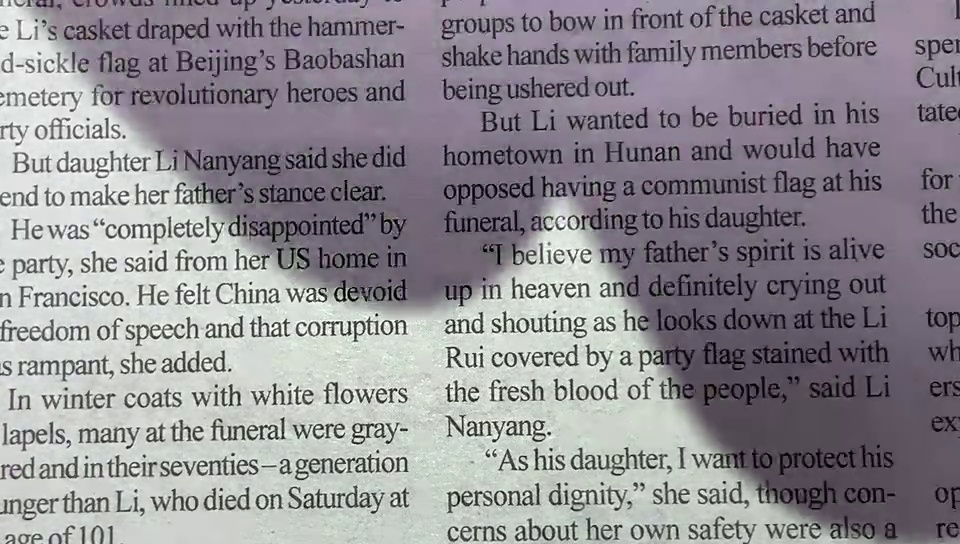 Li's casket draped with the hammer-
d-sickle flag at Beijing's Baobashan
emetery for revolutionary heroes and
rty officials.
But daughter Li Nanyang said she did
end to make her father's stance clear.
He was "completely disappointed" by
e party, she said from her US home in
n Francisco. He felt China was devoid
freedom of speech and that corruption
s rampant, she added.
In winter coats with white flowers
lapels, many at the funeral were gray-
red and in their seventies–a generation
unger than Li, who died on Saturday at
age of 101.
groups to bow in front of the casket and
shake hands with family members before
being ushered out.
But Li wanted to be buried in his
hometown in Hunan and would have
opposed having a communist flag at his
funeral, according to his daughter.
"I believe my father's spirit is alive
up in heaven and definitely crying out
and shouting as he looks down at the Li
Rui covered by a party flag stained with
the fresh blood of the people," said Li
Nanyang.
"As his daughter, I want to protect his
personal dignity," she said, though con-
cerns about her own safety were also a
sper
Cult
tate
for
the
soc
top
wh
ers
ex
op
re